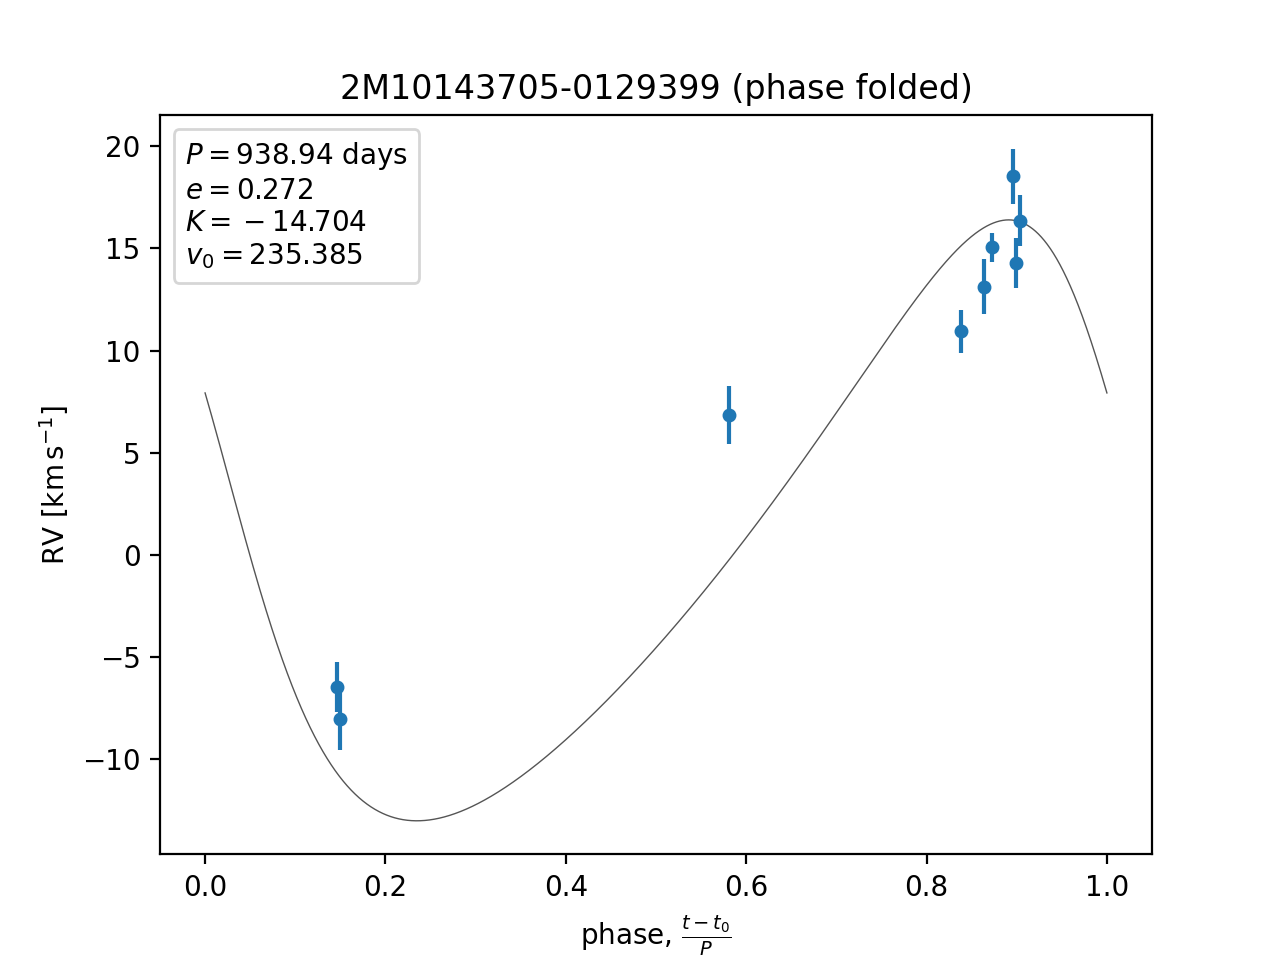 2M10143705-0129399 (phase folded)
P = 938.94 days
e = 0.272
K = −14.704
v₀ = 235.385
20
15
10
5
0
−5
−10
RV [km s⁻¹]
0.0 0.2 0.4 0.6 0.8 1.0
phase, (t − t₀)/P